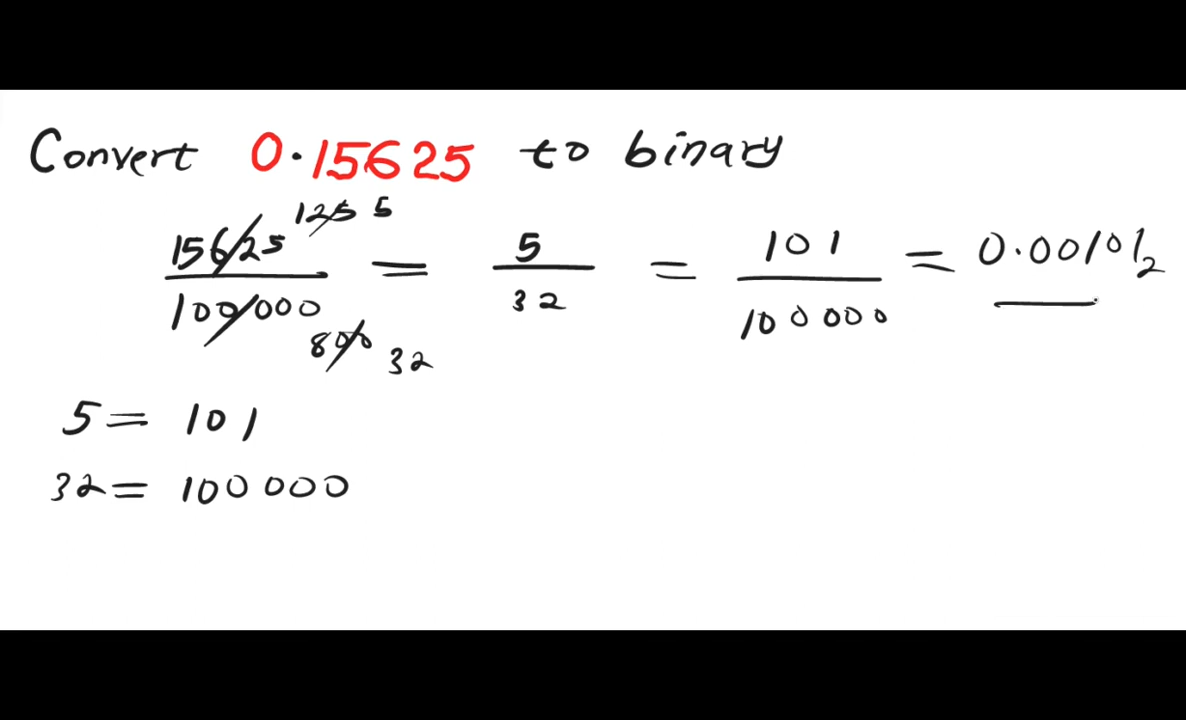 Convert 0.15625 to binary
15625 125 5
100000 800 32
= 5/32 = 101/100000 = 0.00101₂
5 = 101
32 = 100000